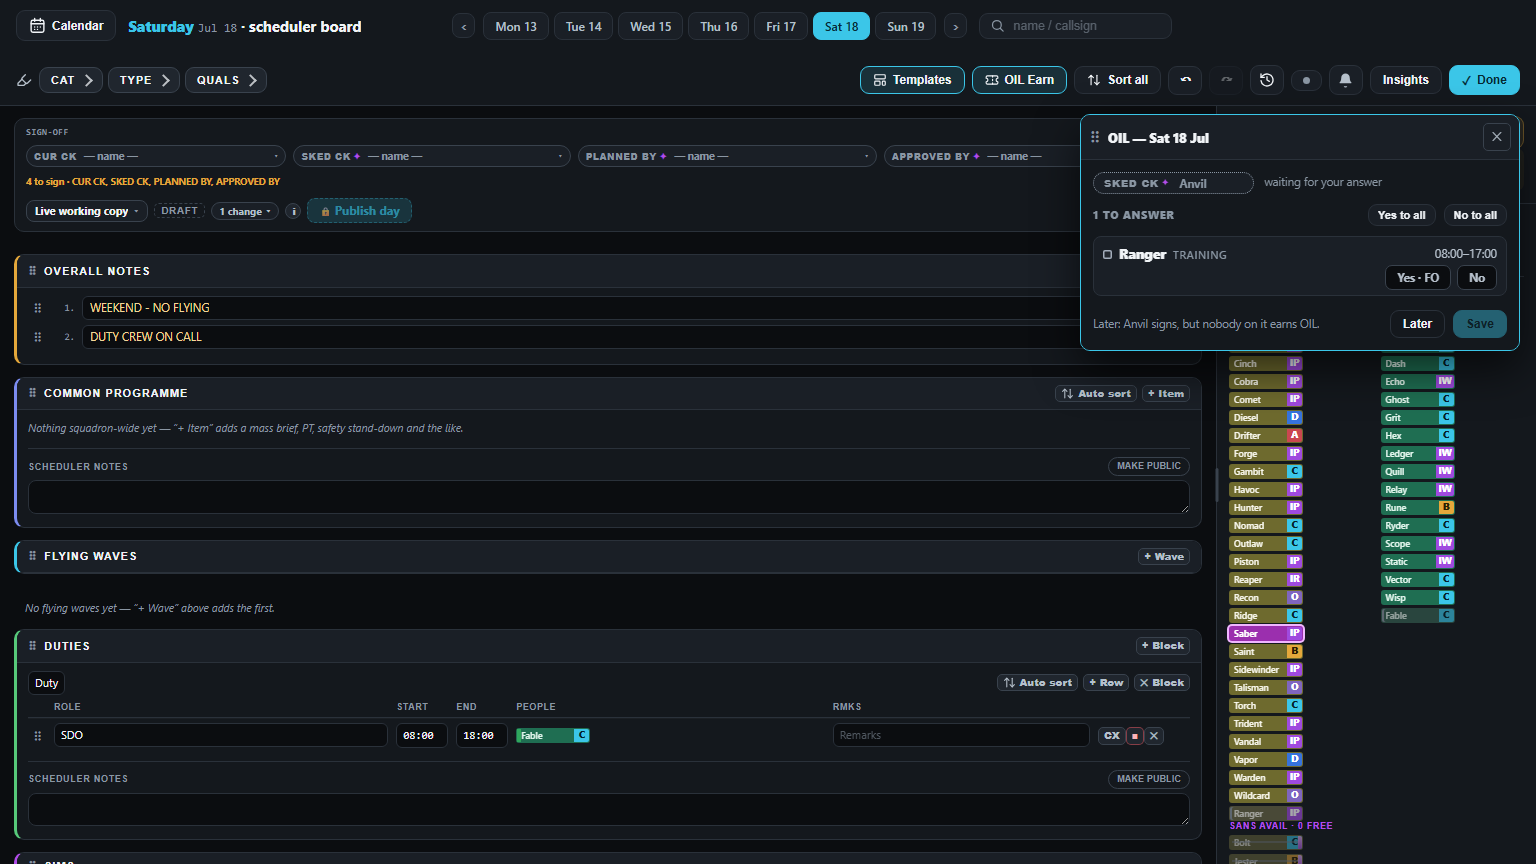 Calendar
Saturday Jul 18 · scheduler board
‹ Mon 13 Tue 14 Wed 15 Thu 16 Fri 17 Sat 18 Sun 19 ›
name / callsign
CAT TYPE QUALS
Templates OIL Earn Sort all Insights ✓ Done
SIGN-OFF
CUR CK — name —
SKED CK ✦ — name —
PLANNED BY ✦ — name —
APPROVED BY ✦ — name —
4 to sign · CUR CK, SKED CK, PLANNED BY, APPROVED BY
Live working copy DRAFT 1 change i Publish day
OVERALL NOTES
1. WEEKEND - NO FLYING
2. DUTY CREW ON CALL
COMMON PROGRAMME
Auto sort + Item
Nothing squadron-wide yet — "+ Item" adds a mass brief, PT, safety stand-down and the like.
SCHEDULER NOTES MAKE PUBLIC
FLYING WAVES + Wave
No flying waves yet — "+ Wave" above adds the first.
DUTIES + Block
Duty Auto sort + Row ✕ Block
ROLE START END PEOPLE RMKS
SDO 08:00 18:00 Fable C Remarks CX
SCHEDULER NOTES MAKE PUBLIC
OIL — Sat 18 Jul
SKED CK ✦ Anvil waiting for your answer
1 TO ANSWER Yes to all No to all
Ranger TRAINING 08:00–17:00
Yes · FO No
Later: Anvil signs, but nobody on it earns OIL. Later Save
Cinch IP
Cobra IP
Comet IP
Diesel D
Drifter A
Forge IP
Gambit C
Havoc IP
Hunter IP
Nomad C
Outlaw C
Piston IP
Reaper IR
Recon O
Ridge C
Saber IP
Saint B
Sidewinder IP
Talisman O
Torch C
Trident IP
Vandal IP
Vapor D
Warden IP
Wildcard O
Ranger IP
SANS AVAIL · 0 FREE
Bolt C
Jester
Dash C
Echo IW
Ghost C
Grit C
Hex C
Ledger IW
Quill IW
Relay IW
Rune B
Ryder C
Scope IW
Static IW
Vector C
Wisp C
Fable C